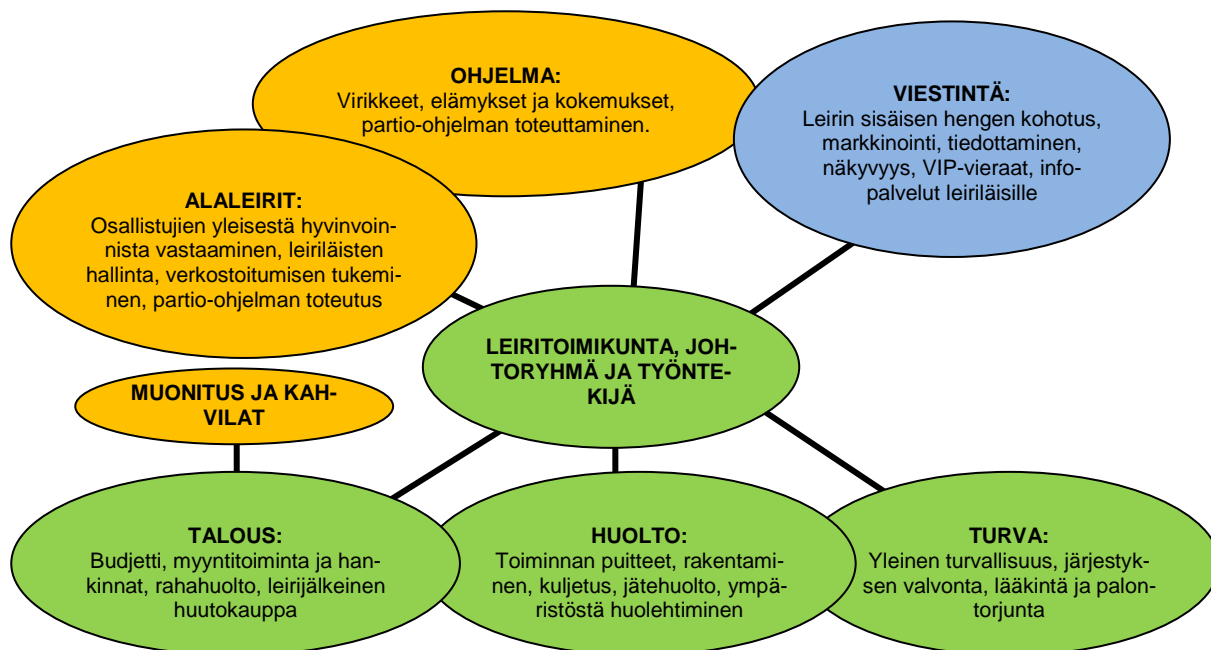 OHJELMA:
Virikkeet, elämykset ja kokemukset,
partio-ohjelman toteuttaminen.
VIESTINTÄ:
Leirin sisäisen hengen kohotus,
markkinointi, tiedottaminen,
näkyvyys, VIP-vieraat, info-
palvelut leiriläisille
ALALEIRIT:
Osallistujien yleisestä hyvinvoin-
nista vastaaminen, leiriläisten
hallinta, verkostoitumisen tukemi-
nen, partio-ohjelman toteutus
LEIRITOIMIKUNTA, JOH-
TORYHMÄ JA TYÖNTE-
KIJÄ
MUONITUS JA KAH-
VILAT
TALOUS:
Budjetti, myyntitoiminta ja han-
kinnat, rahahuolto, leirijälkeinen
huutokauppa
HUOLTO:
Toiminnan puitteet, rakentami-
nen, kuljetus, jätehuolto, ympä-
ristöstä huolehtiminen
TURVA:
Yleinen turvallisuus, järjestyk-
sen valvonta, lääkintä ja palon-
torjunta